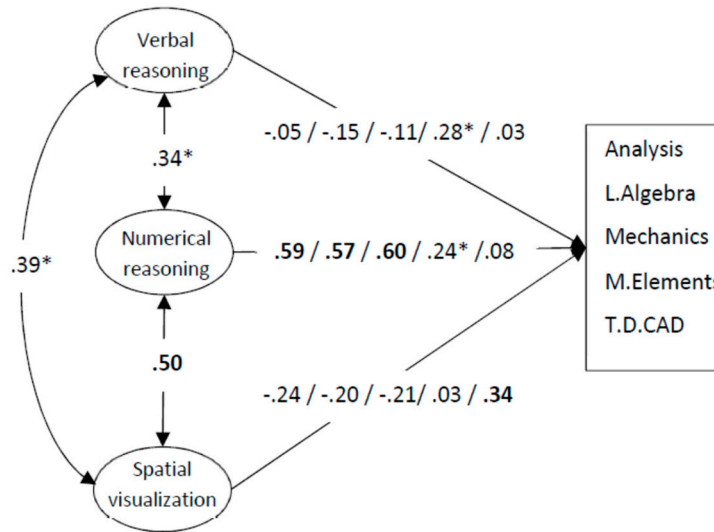 Verbal
reasoning
-.05 / -.15 / -.11/ .28* / .03
.34*
Analysis
L.Algebra
Mechanics
M.Elements
T.D.CAD
Numerical
reasoning
.59 / .57 / .60 / .24* / .08
.39*
.50
-.24 / -.20 / -.21/ .03 / .34
Spatial
visualization